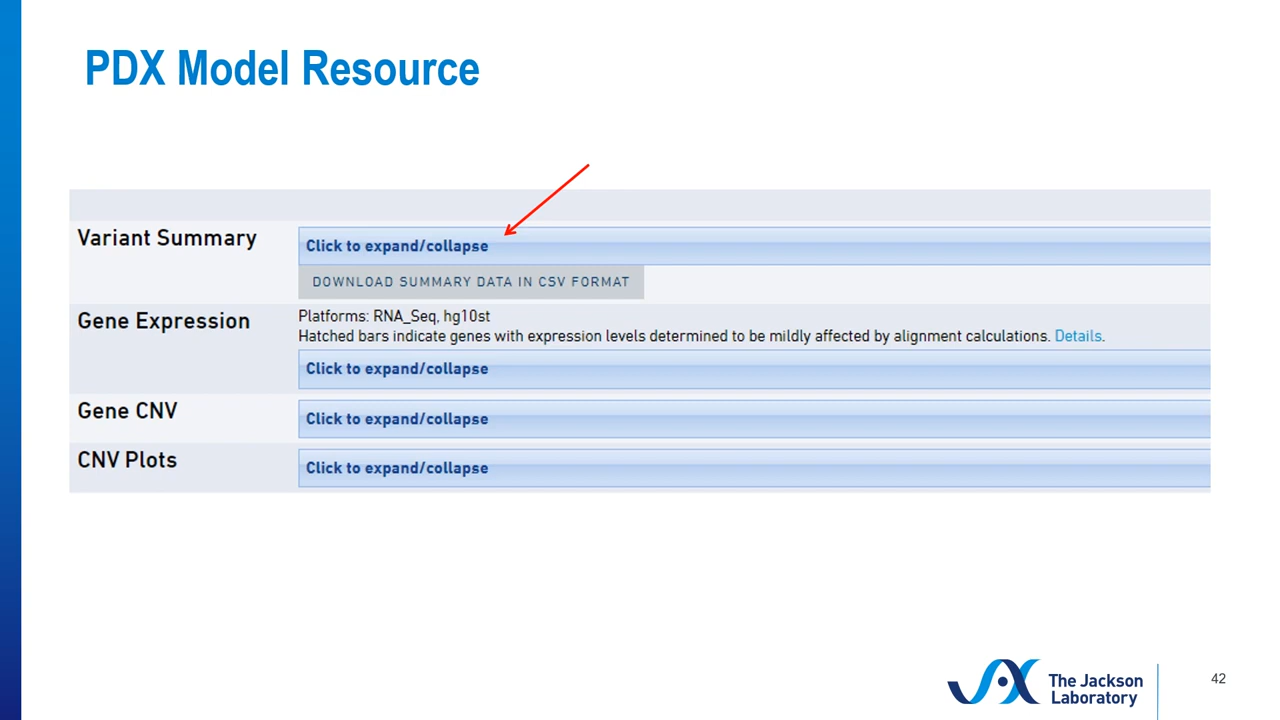 PDX Model Resource
Variant Summary
Click to expand/collapse
DOWNLOAD SUMMARY DATA IN CSV FORMAT
Gene Expression
Platforms: RNA_Seq, hg10st
Hatched bars indicate genes with expression levels determined to be mildly affected by alignment calculations. Details.
Click to expand/collapse
Gene CNV
Click to expand/collapse
CNV Plots
Click to expand/collapse
The Jackson
Laboratory
42